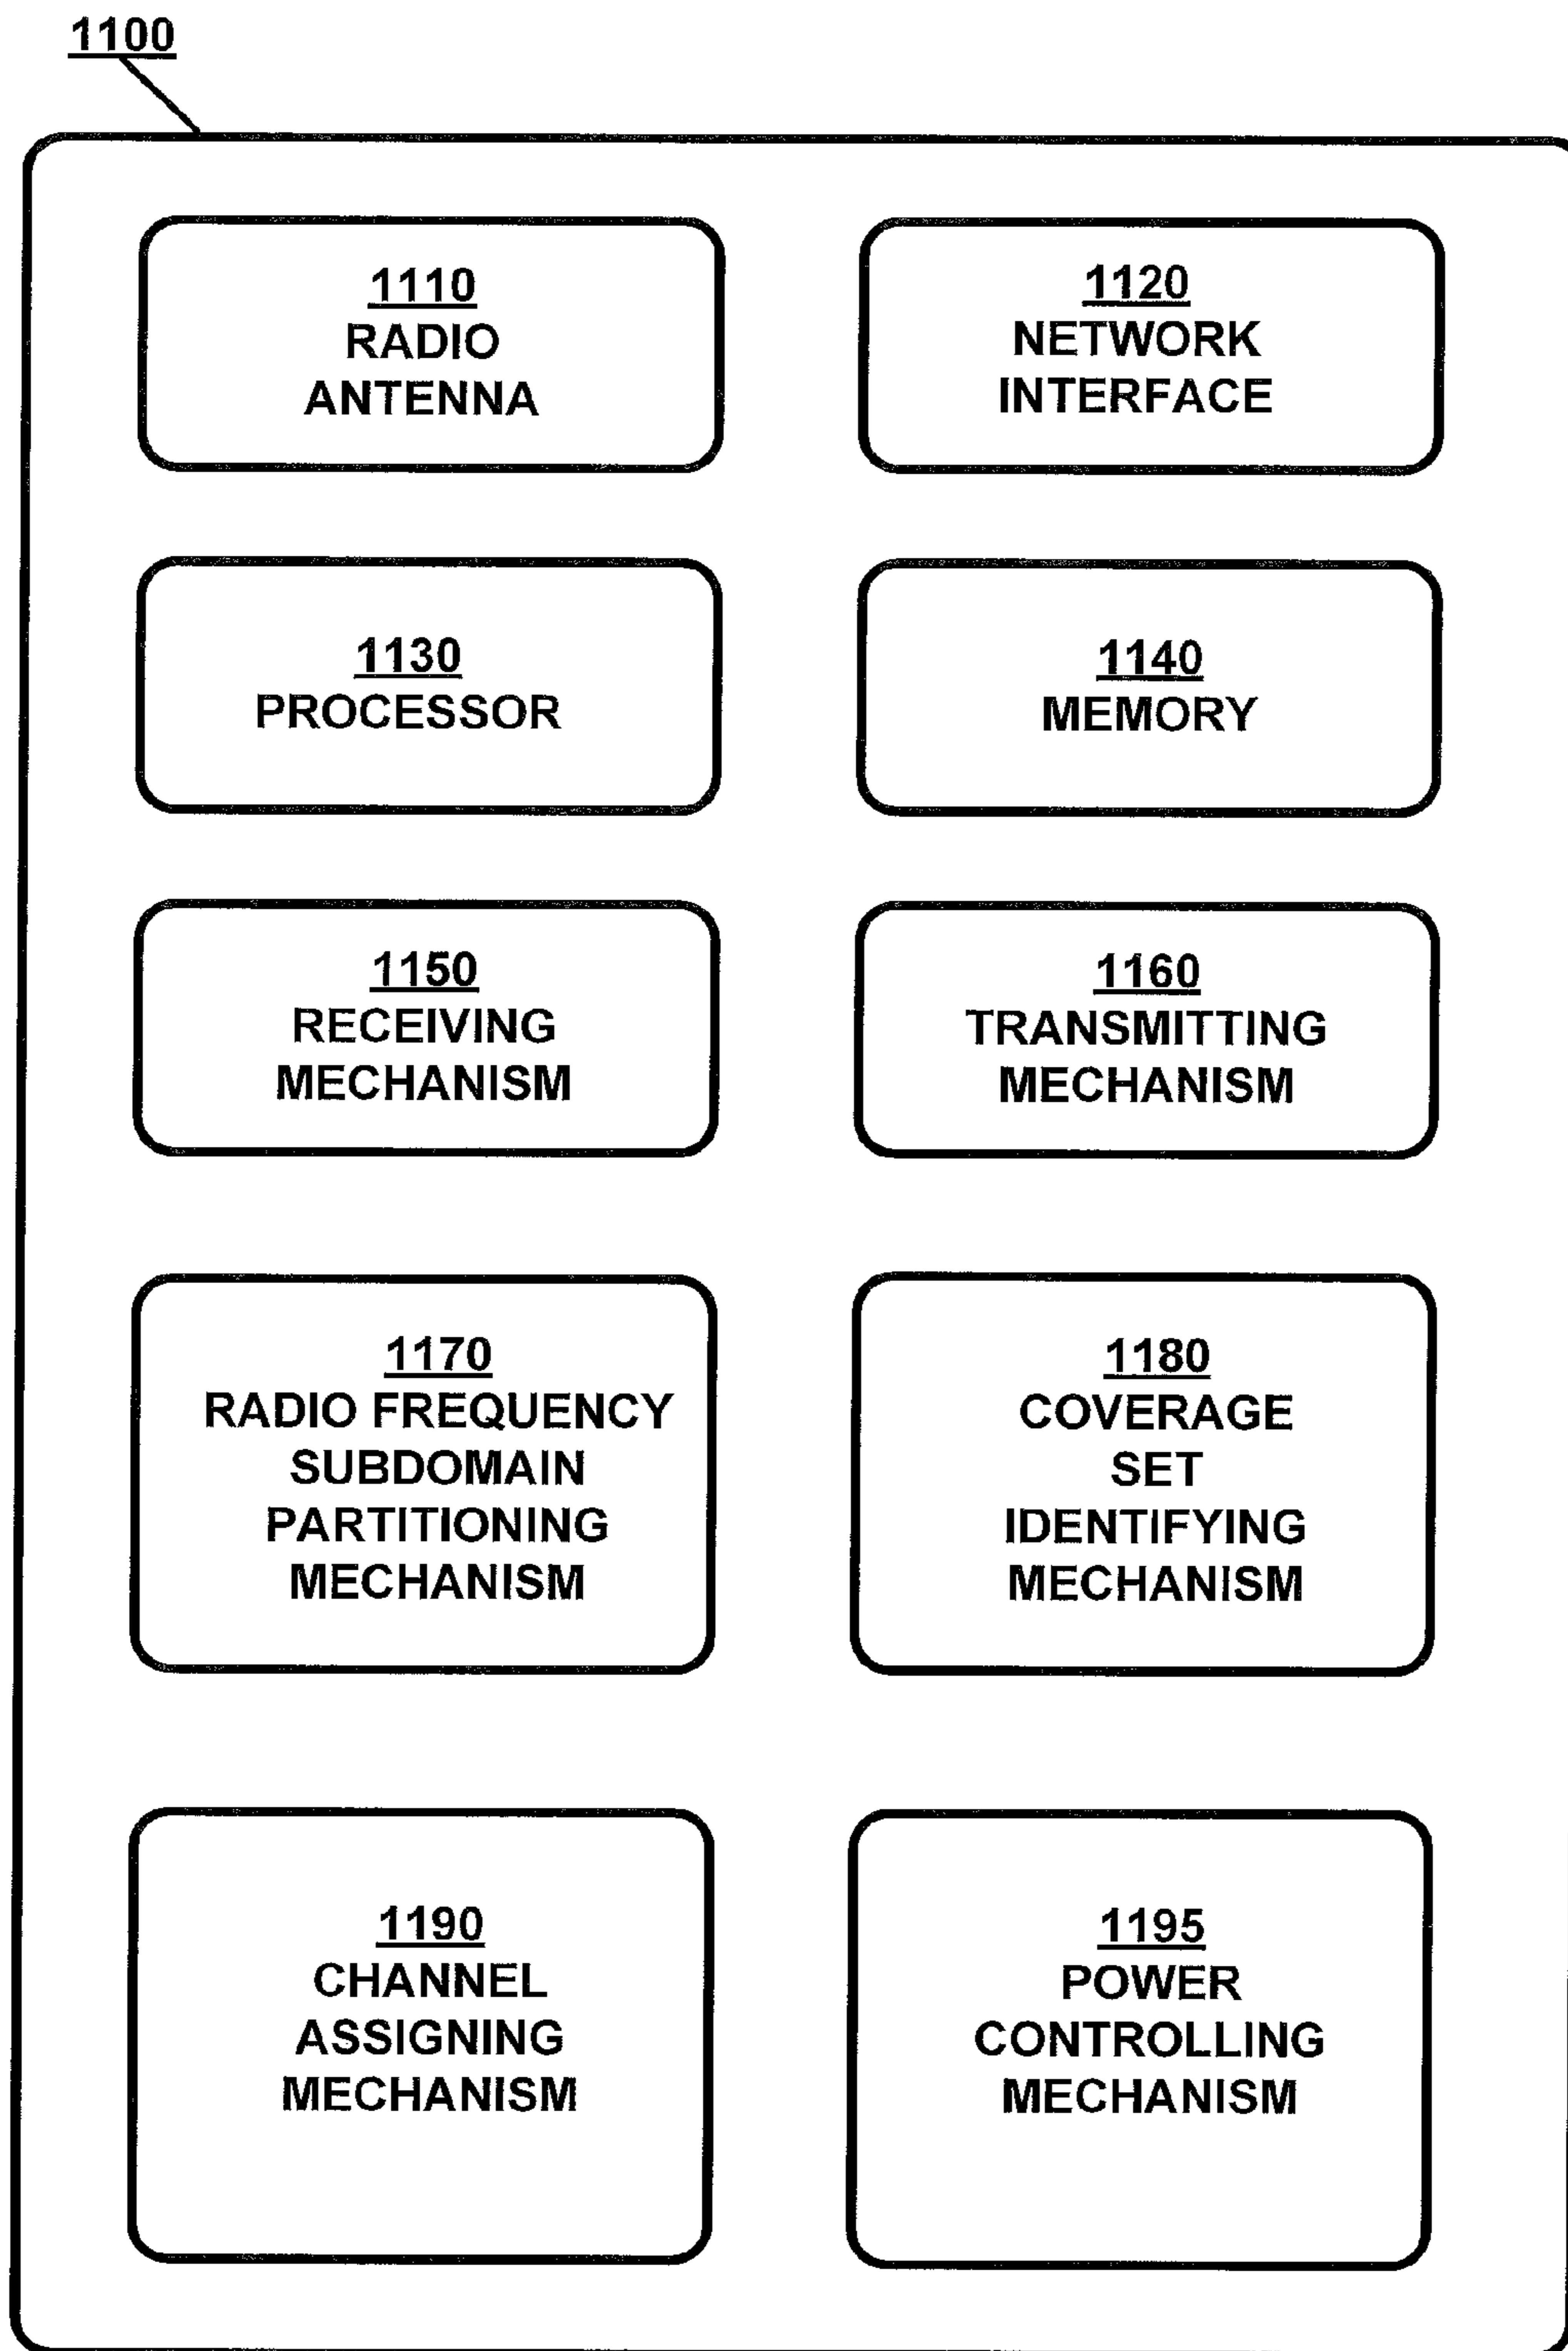 1100
1110
RADIO
ANTENNA
1120
NETWORK
INTERFACE
1130
PROCESSOR
1140
MEMORY
1150
RECEIVING
MECHANISM
1160
TRANSMITTING
MECHANISM
1170
RADIO FREQUENCY
SUBDOMAIN
PARTITIONING
MECHANISM
1180
COVERAGE
SET
IDENTIFYING
MECHANISM
1190
CHANNEL
ASSIGNING
MECHANISM
1195
POWER
CONTROLLING
MECHANISM